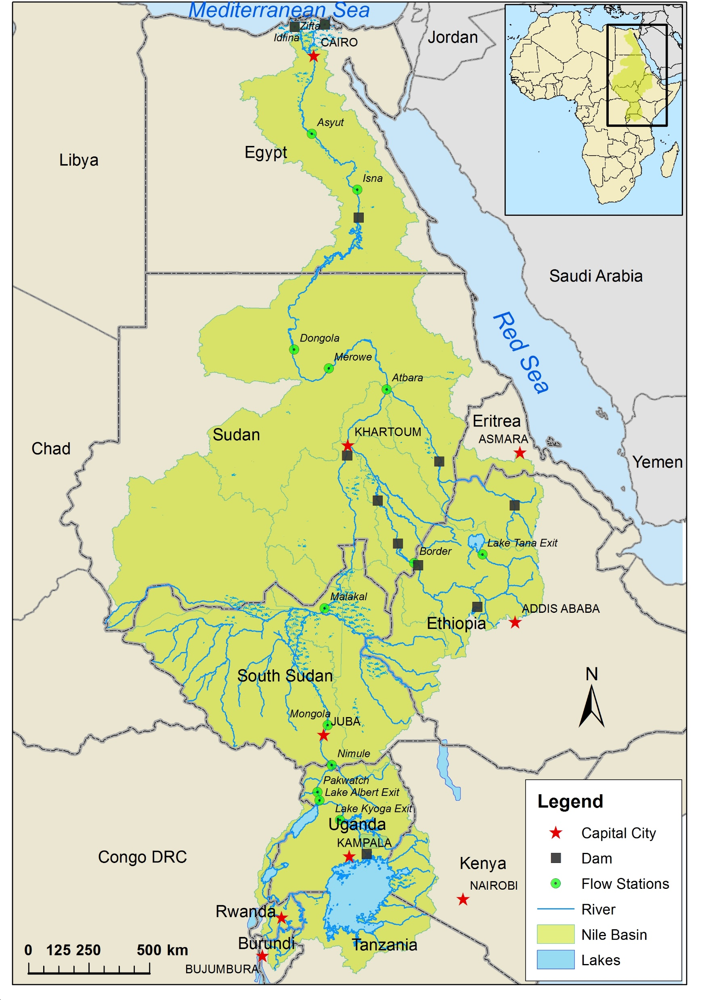 Mediterranean Sea
Zifta
Idfina
CAIRO
Jordan
Asyut
Egypt
Libya
Isna
Saudi Arabia
Red Sea
Dongola
Merowe
Atbara
Eritrea
ASMARA
KHARTOUM
Sudan
Chad
Yemen
Lake Tana Exit
Border
Malakal
ADDIS ABABA
Ethiopia
South Sudan
N
Mongola
JUBA
Nimule
Pakwatch
Lake Albert Exit
Lake Kyoga Exit
Uganda
KAMPALA
Congo DRC
Kenya
NAIROBI
Rwanda
Burundi
Tanzania
BUJUMBURA
0 125 250 500 km
Legend
Capital City
Dam
Flow Stations
River
Nile Basin
Lakes